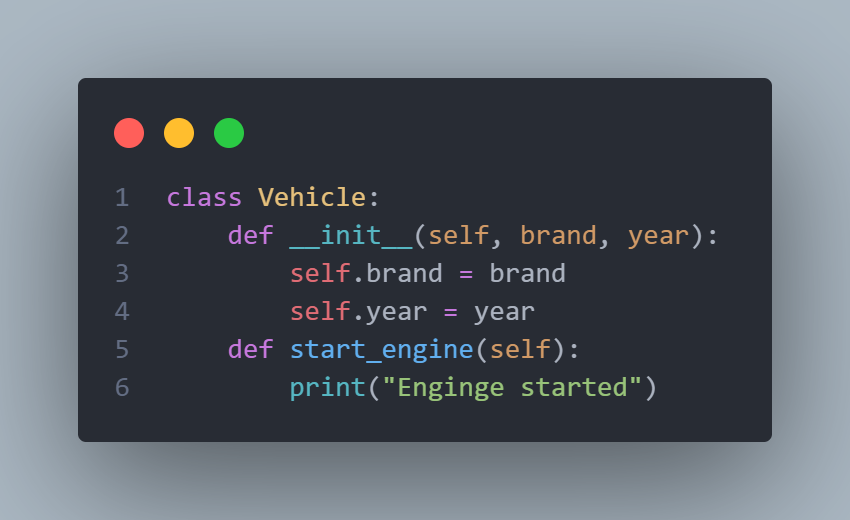 1 class Vehicle:
2     def __init__(self, brand, year):
3         self.brand = brand
4         self.year = year
5     def start_engine(self):
6         print("Enginge started")